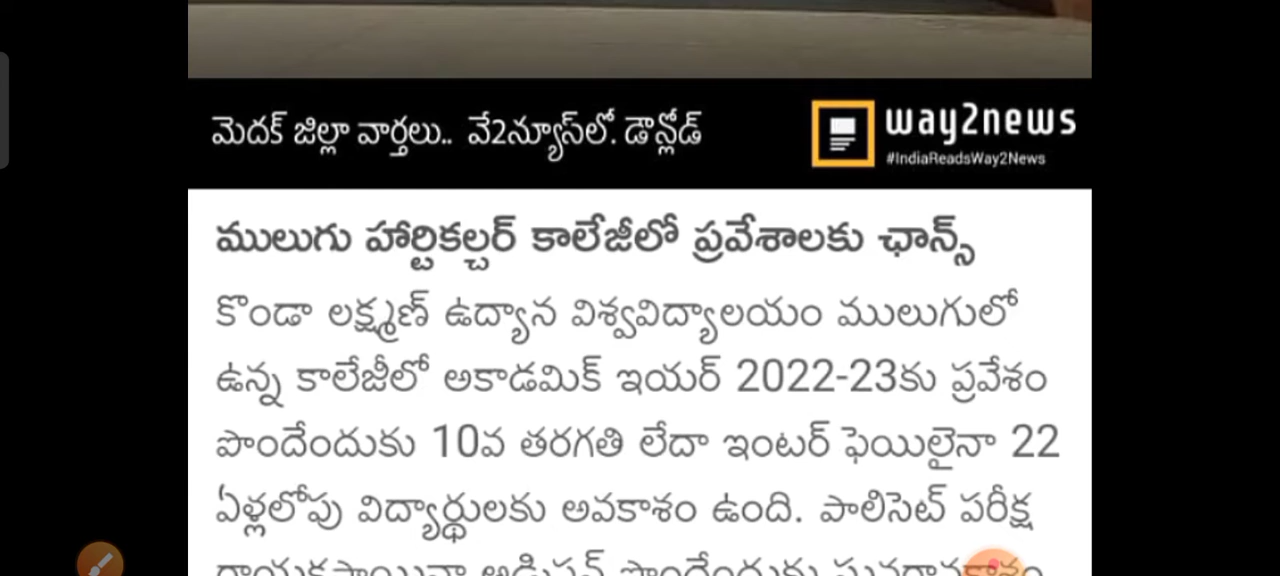 మెదక్ జిల్లా వార్తలు.. వే2న్యూస్‌లో. డౌన్లోడ్
way2news
#IndiaReadsWay2News
ములుగు హార్టికల్చర్ కాలేజీలో ప్రవేశాలకు ఛాన్స్
కొండా లక్ష్మణ్ ఉద్యాన విశ్వవిద్యాలయం ములుగులో
ఉన్న కాలేజీలో అకాడమిక్ ఇయర్ 2022-23కు ప్రవేశం
పొందేందుకు 10వ తరగతి లేదా ఇంటర్ ఫెయిలైనా 22
ఏళ్లలోపు విద్యార్థులకు అవకాశం ఉంది. పాలిసెట్ పరీక్ష